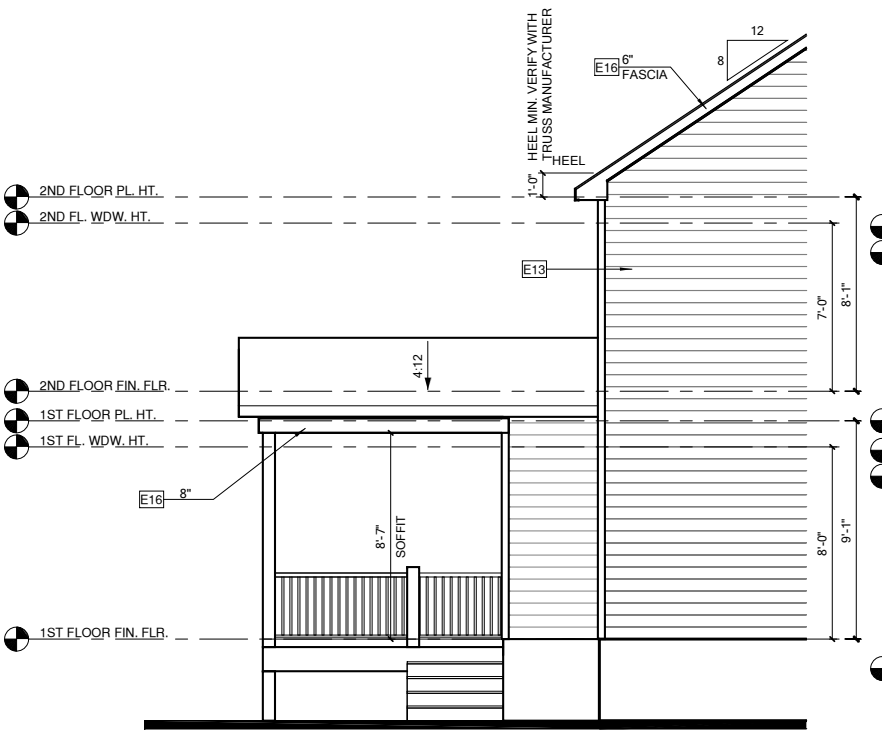 12
8
E16 6"
FASCIA
HEEL MIN. VERIFY WITH
TRUSS MANUFACTURER
HEEL
1'-0"
2ND FLOOR PL. HT.
2ND FL. WDW. HT.
E13
7'-0"
8'-1"
4:12
2ND FLOOR FIN. FLR.
1ST FLOOR PL. HT.
1ST FL. WDW. HT.
E16 8"
8'-7"
SOFFIT
8'-0"
9'-1"
1ST FLOOR FIN. FLR.